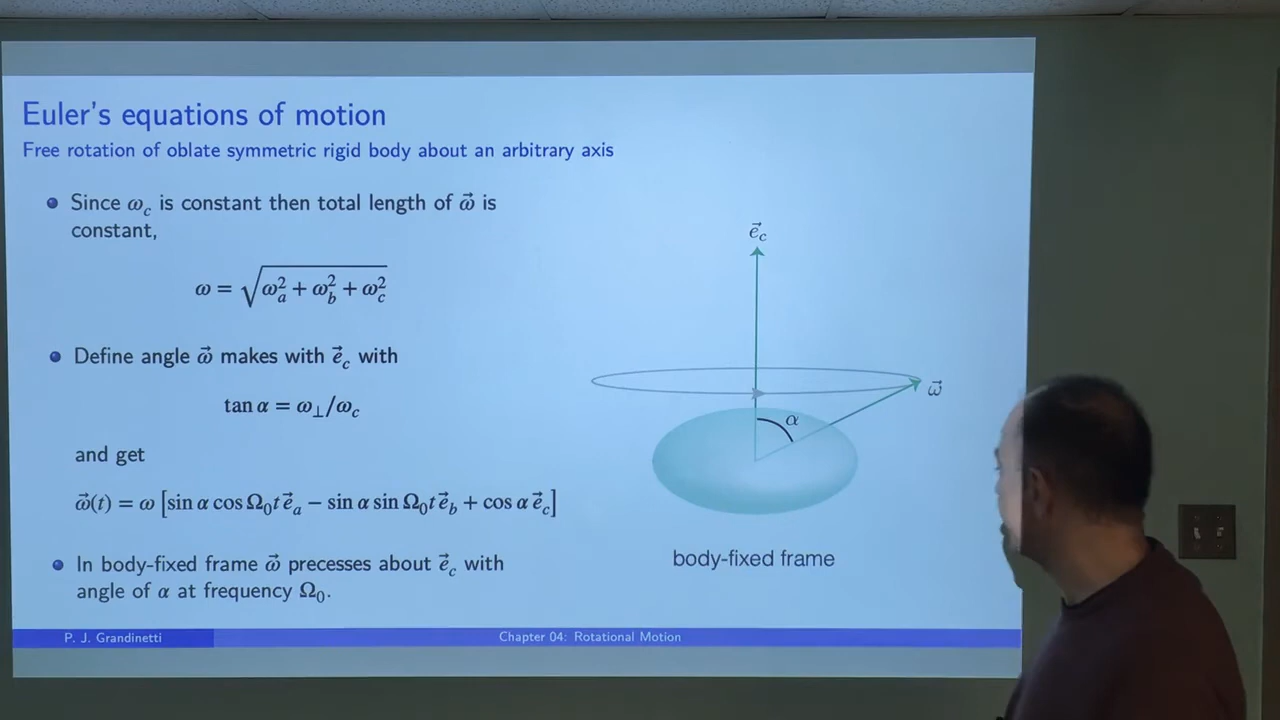 Euler's equations of motion
Free rotation of oblate symmetric rigid body about an arbitrary axis
Since ω_c is constant then total length of ω⃗ is
constant,
ω = √(ω_a² + ω_b² + ω_c²)
Define angle ω⃗ makes with e⃗_c with
tan α = ω_⊥/ω_c
and get
ω⃗(t) = ω [sin α cos Ω₀t e⃗_a − sin α sin Ω₀t e⃗_b + cos α e⃗_c]
In body-fixed frame ω⃗ precesses about e⃗_c with
angle of α at frequency Ω₀.
e⃗_c
ω⃗
α
body-fixed frame
P. J. Grandinetti
Chapter 04: Rotational Motion